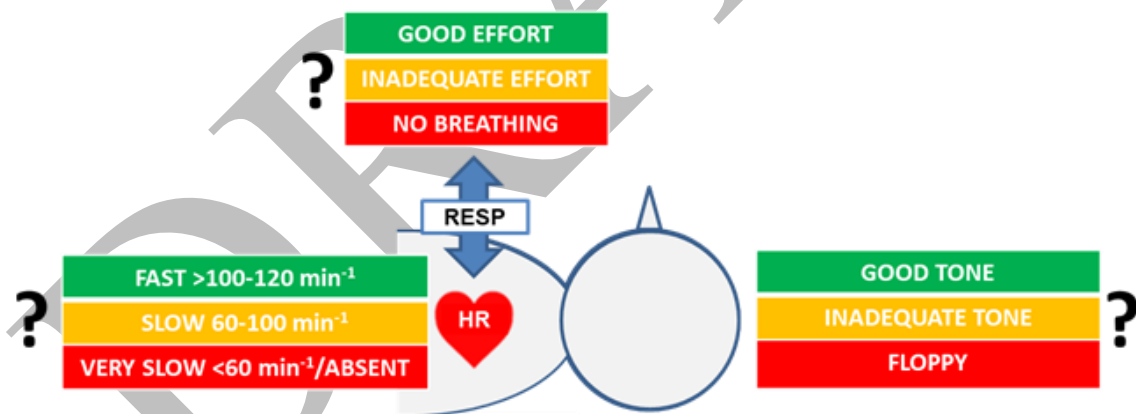 GOOD EFFORT
? INADEQUATE EFFORT
NO BREATHING
RESP
FAST >100-120 min⁻¹
? SLOW 60-100 min⁻¹
VERY SLOW <60 min⁻¹/ABSENT
HR
GOOD TONE
INADEQUATE TONE ?
FLOPPY